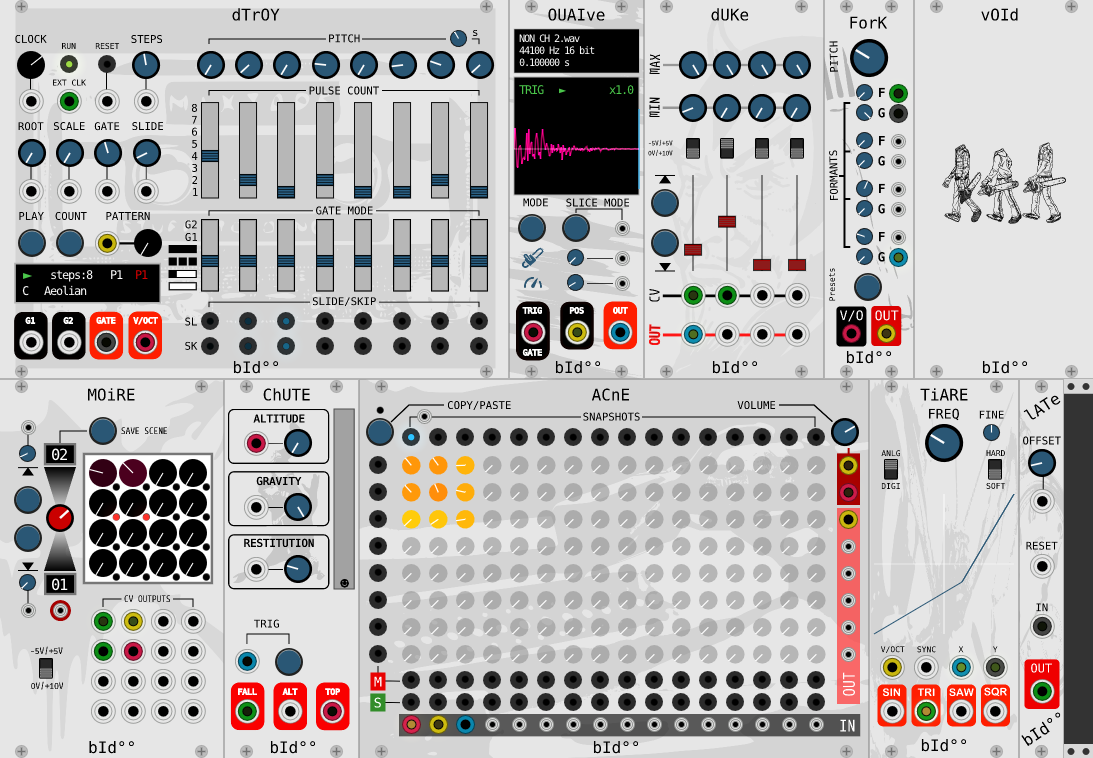 dTrOY
CLOCK
RUN
RESET
STEPS
EXT CLK
PITCH
S
PULSE COUNT
8
7
6
5
4
3
2
1
ROOT SCALE GATE SLIDE
PLAY COUNT PATTERN
GATE MODE
G2
G1
► steps:8 P1 P1
C Aeolian
SLIDE/SKIP
SL
SK
G1 G2 GATE V/OCT
bId°°
OUAIve
NON CH 2.wav
44100 Hz 16 bit
0.100000 s
TRIG ► x1.0
MODE SLICE MODE
TRIG POS OUT
GATE
bId°°
dUKe
MAX
MIN
-5V/+5V
0V/+10V
CV
OUT
bId°°
ForK
PITCH
F
G
FORMANTS
F
G
F
G
F
G
Presets
V/O OUT
bId°°
vOId
bId°°
MOiRE
SAVE SCENE
02
01
CV OUTPUTS
-5V/+5V
0V/+10V
bId°°
ChUTE
ALTITUDE
GRAVITY
RESTITUTION
TRIG
FALL ALT TOP
bId°°
ACnE
COPY/PASTE
SNAPSHOTS
VOLUME
M
S
OUT
IN
bId°°
TiARE
FREQ FINE
ANLG
DIGI
HARD
SOFT
V/OCT SYNC X Y
SIN TRI SAW SQR
bId°°
lATe
OFFSET
RESET
IN
OUT
bId°°